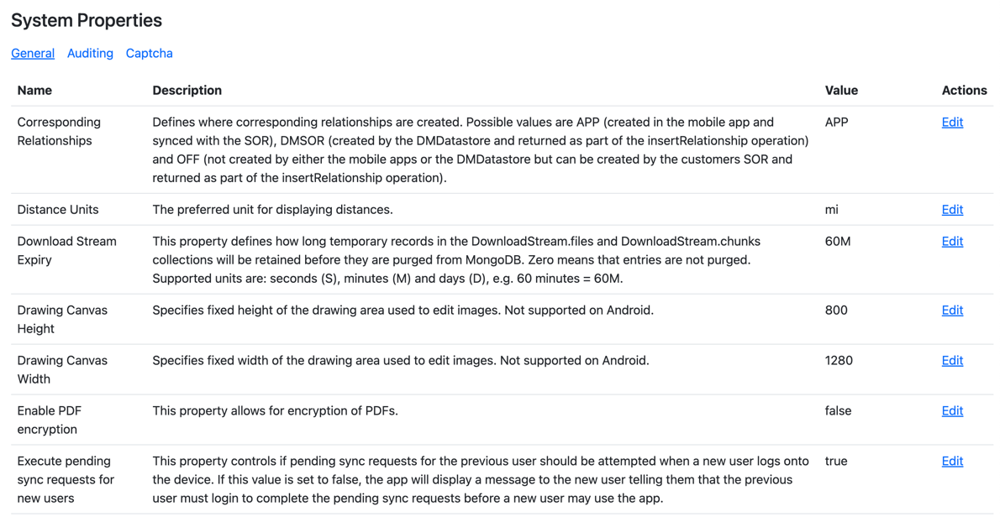 System Properties
General Auditing Captcha
Name Description Value Actions
Corresponding Defines where corresponding relationships are created. Possible values are APP (created in the mobile app and APP Edit
Relationships synced with the SOR), DMSOR (created by the DMDatastore and returned as part of the insertRelationship operation)
and OFF (not created by either the mobile apps or the DMDatastore but can be created by the customers SOR and
returned as part of the insertRelationship operation).
Distance Units The preferred unit for displaying distances. mi Edit
Download Stream This property defines how long temporary records in the DownloadStream.files and DownloadStream.chunks 60M Edit
Expiry collections will be retained before they are purged from MongoDB. Zero means that entries are not purged.
Supported units are: seconds (S), minutes (M) and days (D), e.g. 60 minutes = 60M.
Drawing Canvas Specifies fixed height of the drawing area used to edit images. Not supported on Android. 800 Edit
Height
Drawing Canvas Specifies fixed width of the drawing area used to edit images. Not supported on Android. 1280 Edit
Width
Enable PDF This property allows for encryption of PDFs. false Edit
encryption
Execute pending This property controls if pending sync requests for the previous user should be attempted when a new user logs onto true Edit
sync requests for the device. If this value is set to false, the app will display a message to the new user telling them that the previous
new users user must login to complete the pending sync requests before a new user may use the app.